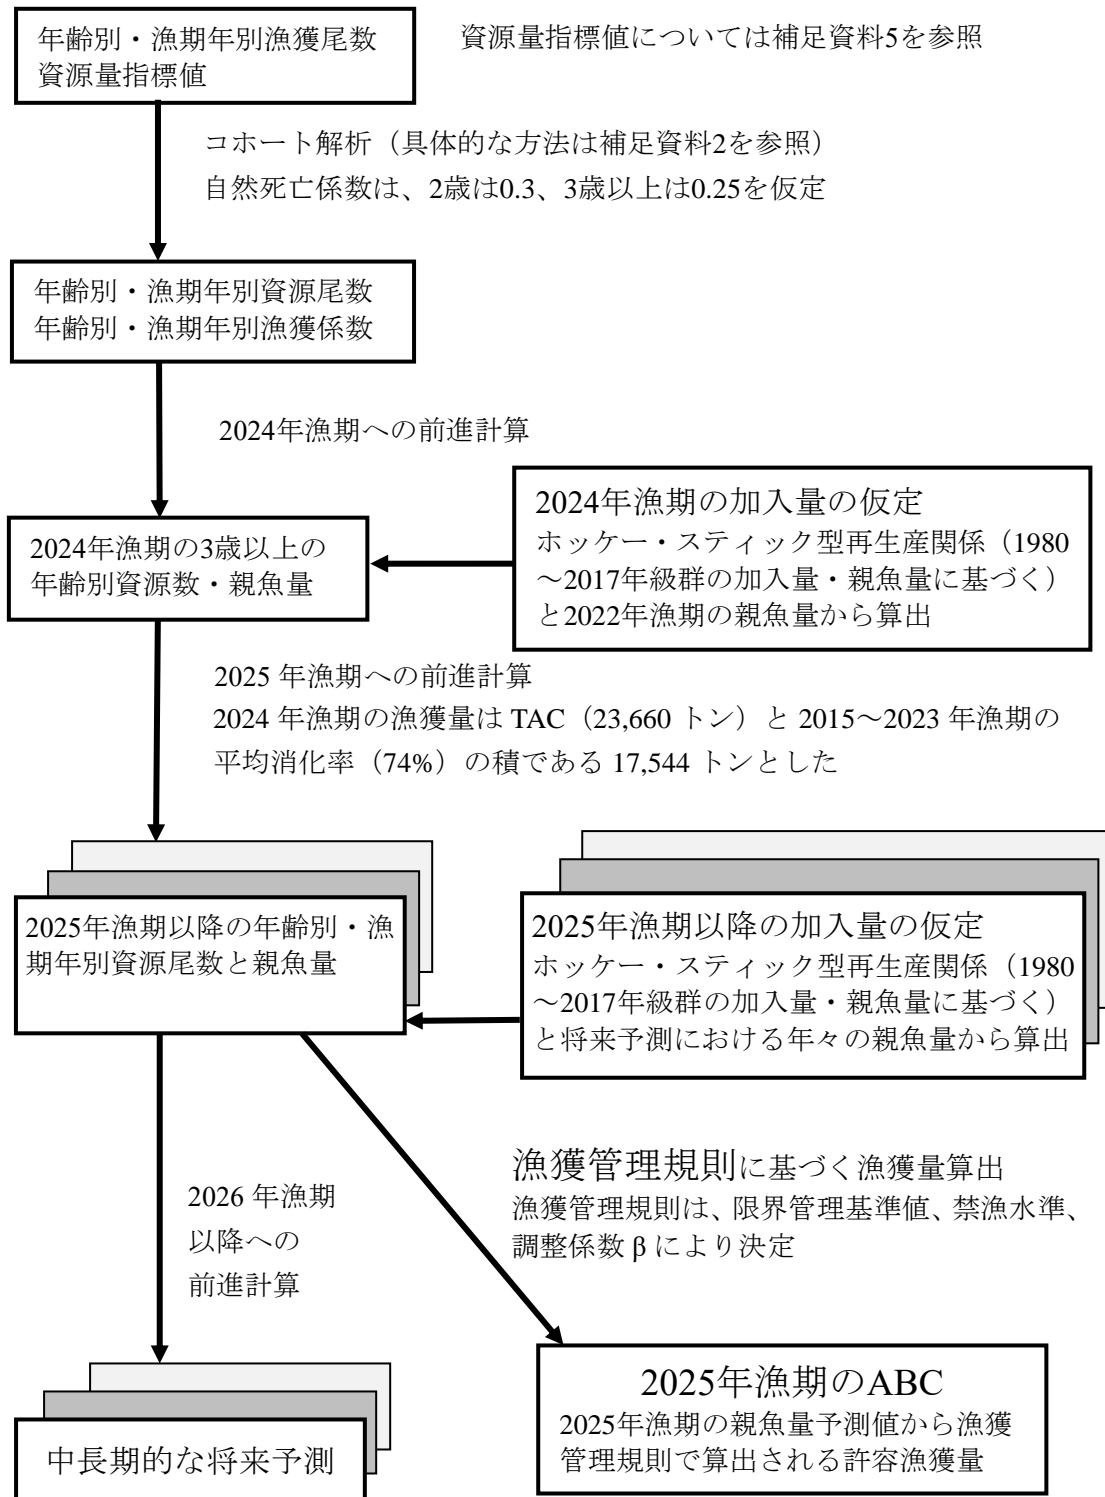 年齢別・漁期年別漁獲尾数
資源量指標値
資源量指標値については補足資料5を参照
コホート解析（具体的な方法は補足資料2を参照）
自然死亡係数は、2歳は0.3、3歳以上は0.25を仮定
年齢別・漁期年別資源尾数
年齢別・漁期年別漁獲係数
2024年漁期への前進計算
2024年漁期の加入量の仮定
ホッケー・スティック型再生産関係（1980
～2017年級群の加入量・親魚量に基づく）
と2022年漁期の親魚量から算出
2024年漁期の3歳以上の
年齢別資源数・親魚量
2025 年漁期への前進計算
2024 年漁期の漁獲量は TAC（23,660 トン）と 2015～2023 年漁期の
平均消化率（74%）の積である 17,544 トンとした
2025年漁期以降の年齢別・漁
期年別資源尾数と親魚量
2025年漁期以降の加入量の仮定
ホッケー・スティック型再生産関係（1980
～2017年級群の加入量・親魚量に基づく）
と将来予測における年々の親魚量から算出
漁獲管理規則に基づく漁獲量算出
漁獲管理規則は、限界管理基準値、禁漁水準、
調整係数 β により決定
2026 年漁期
以降への
前進計算
2025年漁期のABC
2025年漁期の親魚量予測値から漁獲
管理規則で算出される許容漁獲量
中長期的な将来予測